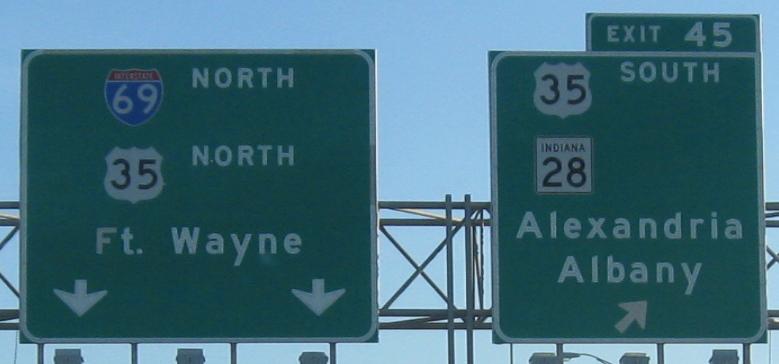 INTERSTATE
69 NORTH
35 NORTH
Ft. Wayne
EXIT 45
35 SOUTH
INDIANA
28
Alexandria
Albany